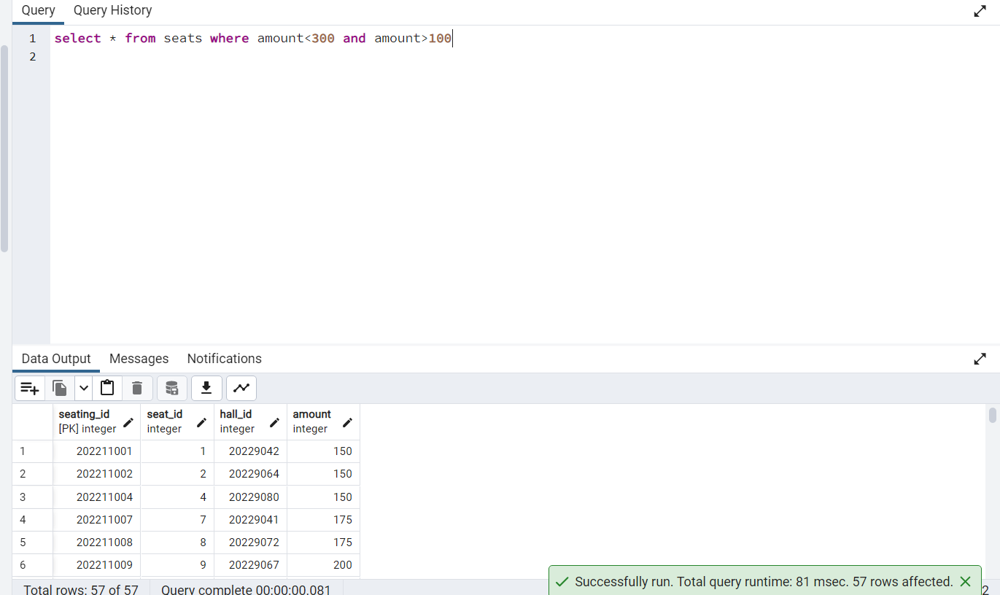 Query Query History
1 select * from seats where amount<300 and amount>100
2
Data Output Messages Notifications
seating_id seat_id hall_id amount
[PK] integer integer integer integer
1 202211001 1 20229042 150
2 202211002 2 20229064 150
3 202211004 4 20229080 150
4 202211007 7 20229041 175
5 202211008 8 20229072 175
6 202211009 9 20229067 200
Successfully run. Total query runtime: 81 msec. 57 rows affected.
Total rows: 57 of 57 Query complete 00:00:00.081 2